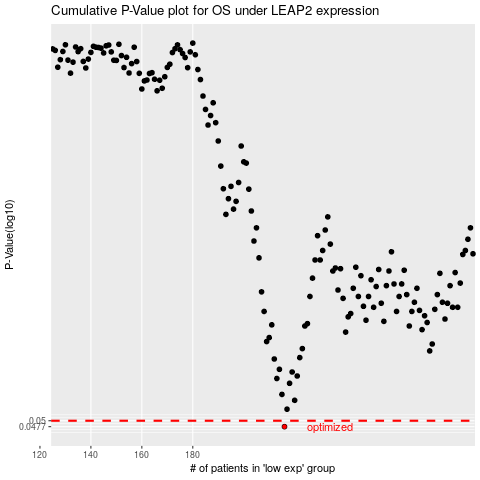 Cumulative P-Value plot for OS under LEAP2 expression
P-Value(log10)
0.05
0.0477
optimized
120 140 160 180
# of patients in 'low exp' group